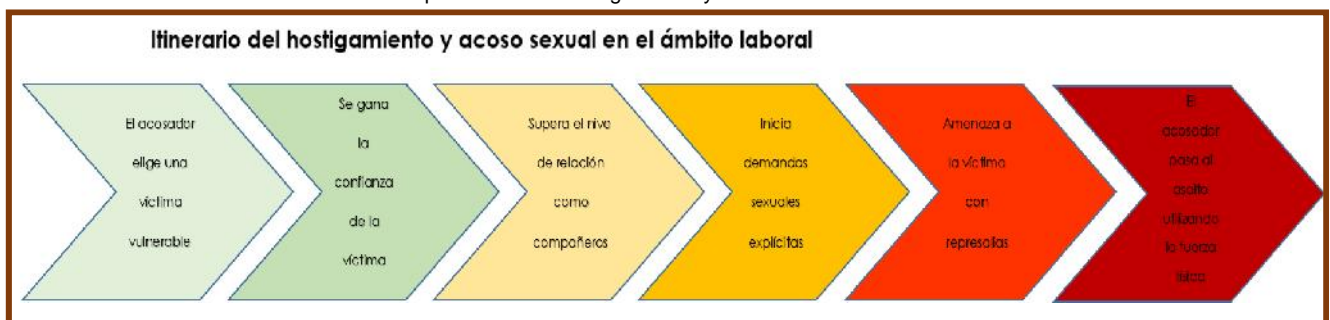 Itinerario del hostigamiento y acoso sexual en el ámbito laboral
El acosador
elige una
víctima
vulnerable
Se gana
la
confianza
de la
víctima
Supera el nive
de relación
como
compañeros
Inicia
demandas
sexuales
explícitas
Amenaza a
la víctima
con
represalias
El
acosador
pasa al
asalto
utilizando
la fuerza
física